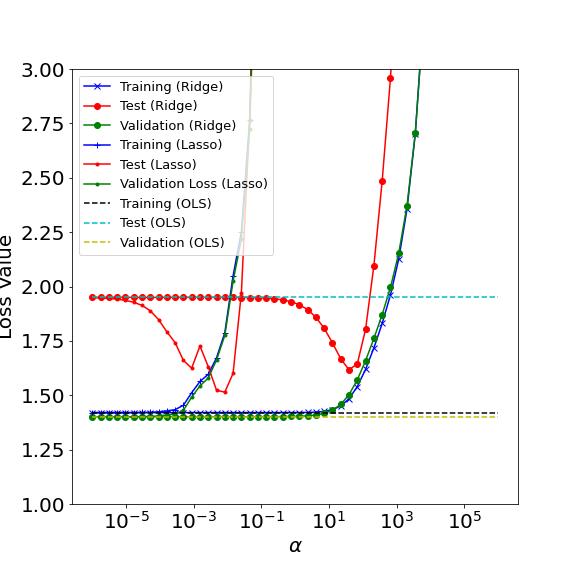 3.00
2.75
2.50
2.25
2.00
1.75
1.50
1.25
1.00
Loss Value
Training (Ridge)
Test (Ridge)
Validation (Ridge)
Training (Lasso)
Test (Lasso)
Validation Loss (Lasso)
Training (OLS)
Test (OLS)
Validation (OLS)
10⁻⁵ 10⁻³ 10⁻¹ 10¹ 10³ 10⁵
α